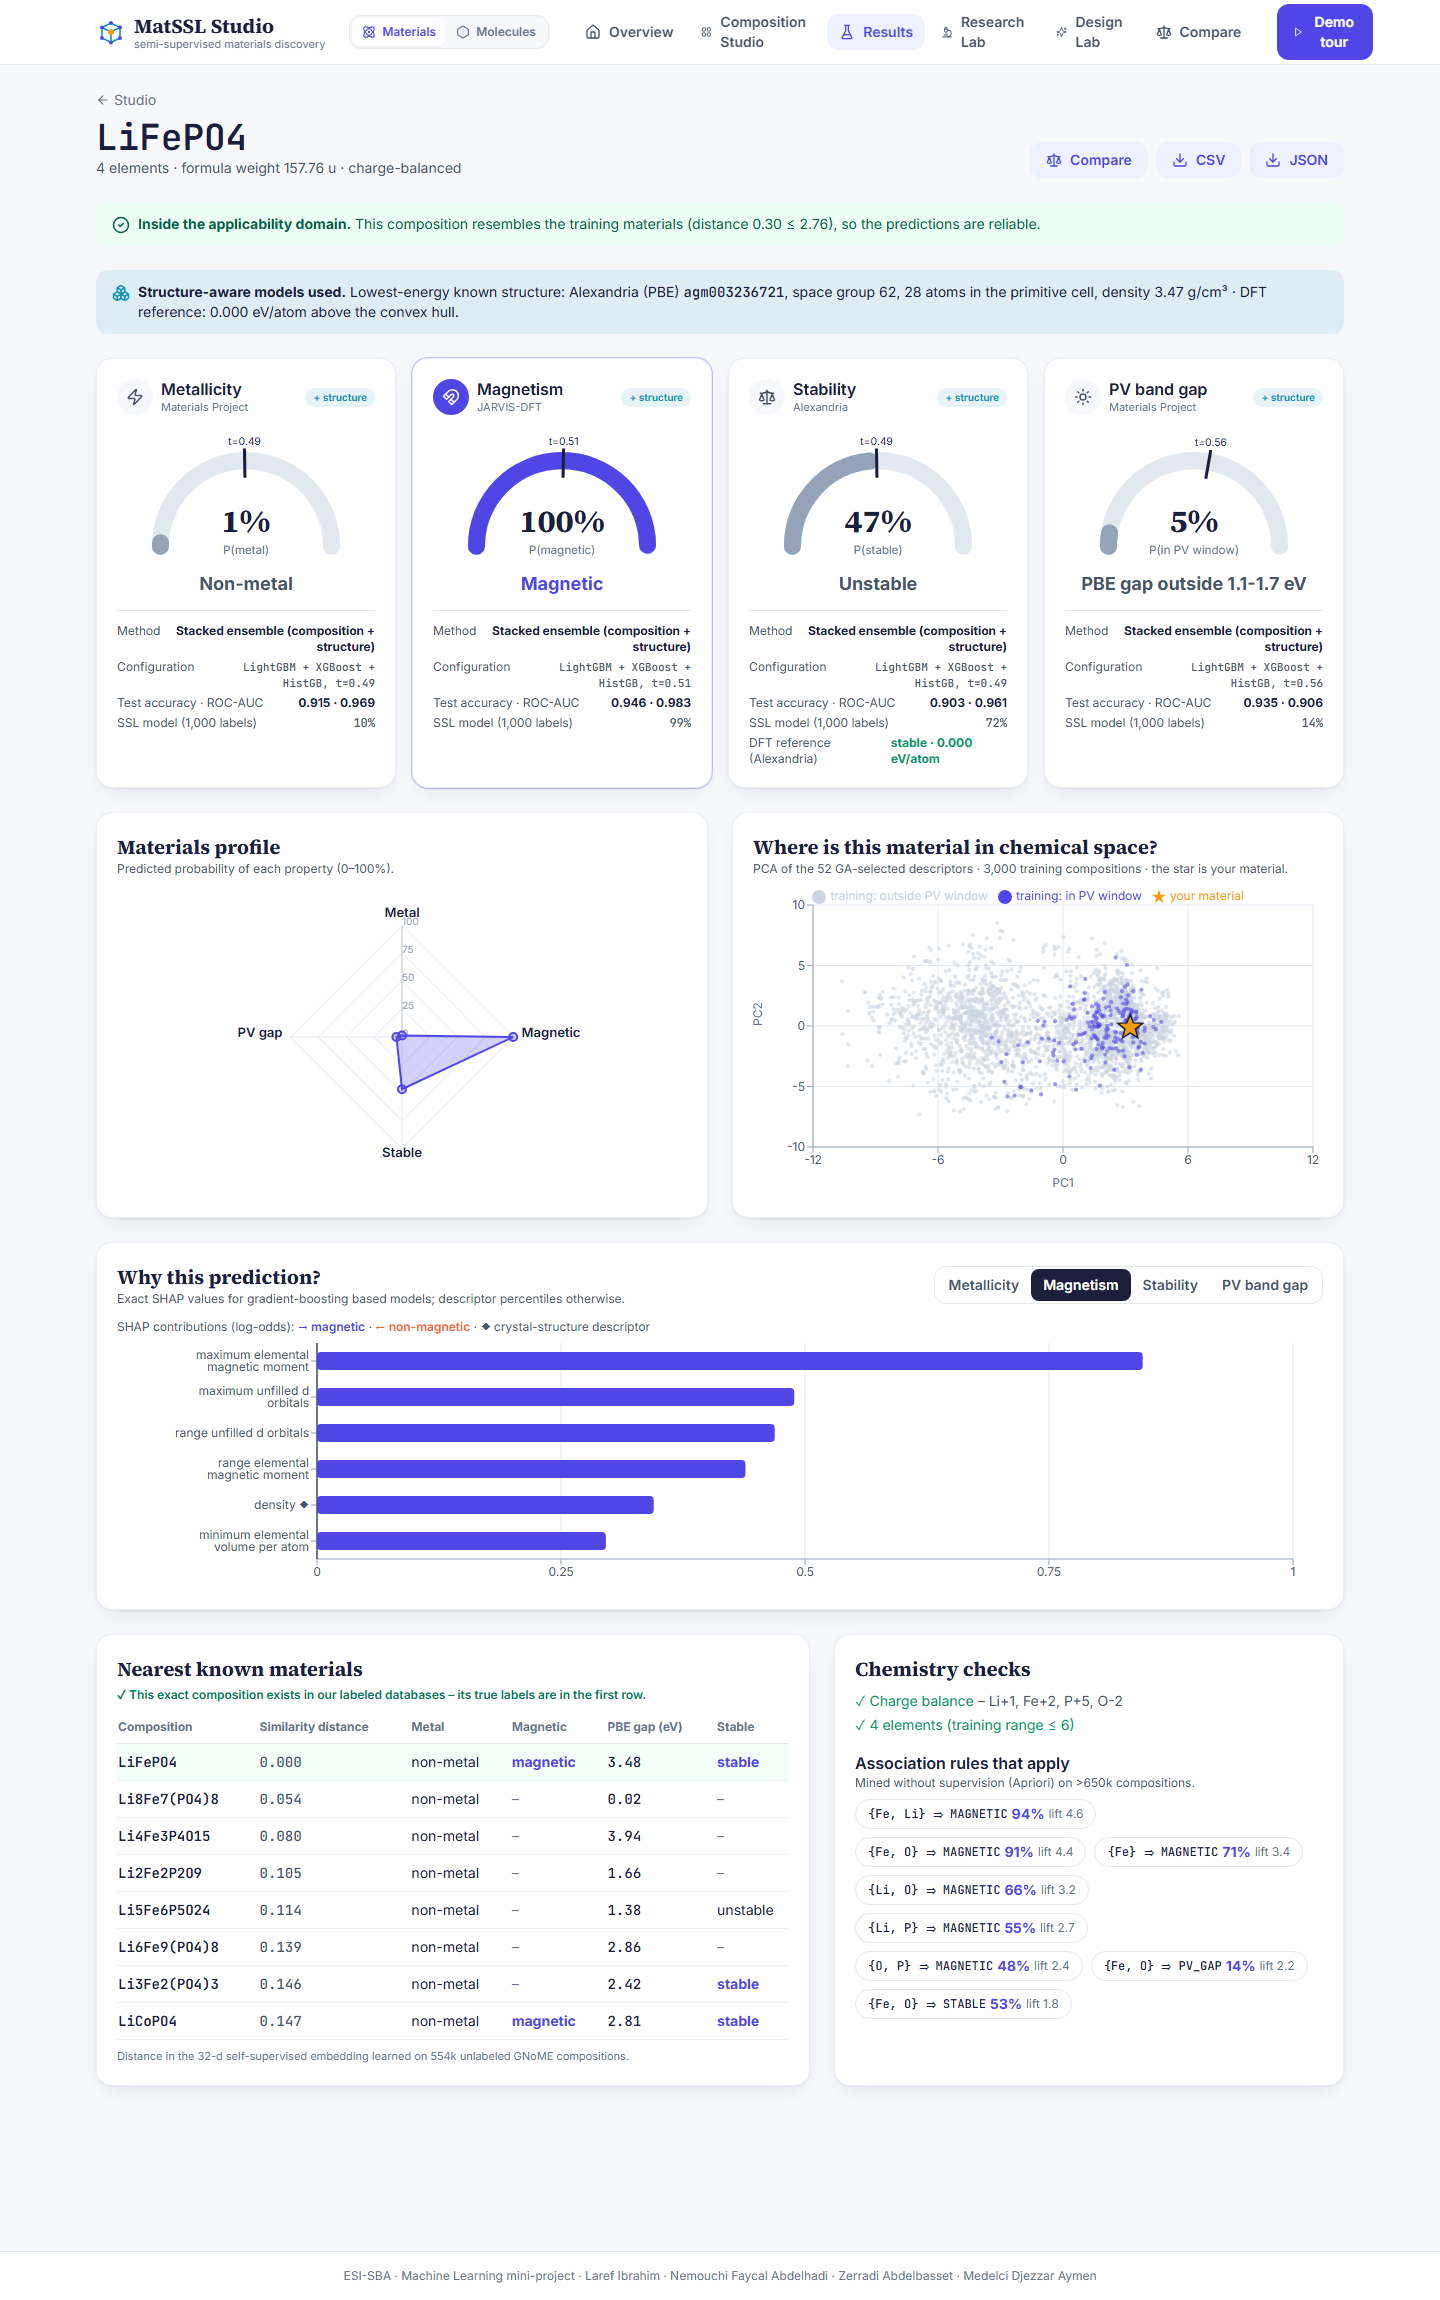 MatSSL Studio
semi-supervised materials discovery
Materials
Molecules
Overview
Composition Studio
Results
Research Lab
Design Lab
Compare
Demo tour
← Studio
LiFePO4
4 elements · formula weight 157.76 u · charge-balanced
Compare
CSV
JSON
Inside the applicability domain. This composition resembles the training materials (distance 0.30 ≤ 2.76), so the predictions are reliable.
Structure-aware models used. Lowest-energy known structure: Alexandria (PBE) agm003236721, space group 62, 28 atoms in the primitive cell, density 3.47 g/cm³ · DFT
reference: 0.000 eV/atom above the convex hull.
Metallicity
Materials Project
+ structure
t=0.49
1%
P(metal)
Non-metal
Method Stacked ensemble (composition +
structure)
Configuration LightGBM + XGBoost +
HistGB, t=0.49
Test accuracy · ROC-AUC 0.915 · 0.969
SSL model (1,000 labels) 10%
Magnetism
JARVIS-DFT
+ structure
t=0.51
100%
P(magnetic)
Magnetic
Method Stacked ensemble (composition +
structure)
Configuration LightGBM + XGBoost +
HistGB, t=0.51
Test accuracy · ROC-AUC 0.946 · 0.983
SSL model (1,000 labels) 99%
Stability
Alexandria
+ structure
t=0.49
47%
P(stable)
Unstable
Method Stacked ensemble (composition +
structure)
Configuration LightGBM + XGBoost +
HistGB, t=0.49
Test accuracy · ROC-AUC 0.903 · 0.961
SSL model (1,000 labels) 72%
DFT reference (Alexandria) stable · 0.000 eV/atom
PV band gap
Materials Project
+ structure
t=0.56
5%
P(in PV window)
PBE gap outside 1.1-1.7 eV
Method Stacked ensemble (composition +
structure)
Configuration LightGBM + XGBoost +
HistGB, t=0.56
Test accuracy · ROC-AUC 0.935 · 0.906
SSL model (1,000 labels) 14%
Materials profile
Predicted probability of each property (0–100%).
Metal
100
75
50
25
0
PV gap
Magnetic
Stable
Where is this material in chemical space?
PCA of the 52 GA-selected descriptors · 3,000 training compositions · the star is your material.
training: outside PV window
training: in PV window
your material
10
5
0
-5
-10
PC2
-12
-6
0
6
12
PC1
Why this prediction?
Exact SHAP values for gradient-boosting based models; descriptor percentiles otherwise.
Metallicity
Magnetism
Stability
PV band gap
SHAP contributions (log-odds): → magnetic · ← non-magnetic · ◆ crystal-structure descriptor
maximum elemental
magnetic moment
maximum unfilled d
orbitals
range unfilled d orbitals
range elemental
magnetic moment
density ◆
minimum elemental
volume per atom
0
0.25
0.5
0.75
1
Nearest known materials
✓ This exact composition exists in our labeled databases – its true labels are in the first row.
Composition Similarity distance Metal Magnetic PBE gap (eV) Stable
LiFePO4 0.000 non-metal magnetic 3.48 stable
Li8Fe7(PO4)8 0.054 non-metal – 0.02 –
Li4Fe3P4O15 0.080 non-metal – 3.94 –
Li2Fe2P2O9 0.105 non-metal – 1.66 –
Li5Fe6P5O24 0.114 non-metal – 1.38 unstable
Li6Fe9(PO4)8 0.139 non-metal – 2.86 –
Li3Fe2(PO4)3 0.146 non-metal – 2.42 stable
LiCoPO4 0.147 non-metal magnetic 2.81 stable
Distance in the 32-d self-supervised embedding learned on 554k unlabeled GNoME compositions.
Chemistry checks
✓ Charge balance – Li+1, Fe+2, P+5, O-2
✓ 4 elements (training range ≤ 6)
Association rules that apply
Mined without supervision (Apriori) on >650k compositions.
{Fe, Li} ⇒ MAGNETIC 94% lift 4.6
{Fe, O} ⇒ MAGNETIC 91% lift 4.4
{Fe} ⇒ MAGNETIC 71% lift 3.4
{Li, O} ⇒ MAGNETIC 66% lift 3.2
{Li, P} ⇒ MAGNETIC 55% lift 2.7
{O, P} ⇒ MAGNETIC 48% lift 2.4
{Fe, O} ⇒ PV_GAP 14% lift 2.2
{Fe, O} ⇒ STABLE 53% lift 1.8
ESI-SBA · Machine Learning mini-project · Laref Ibrahim · Nemouchi Faycal Abdelhadi · Zerradi Abdelbasset · Medelci Djezzar Aymen